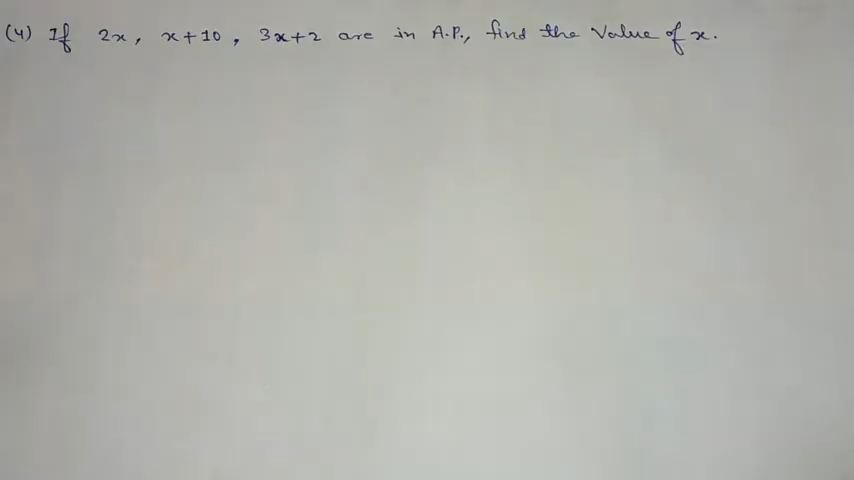 (4) If 2x, x+10, 3x+2 are in A.P., find the Value of x.